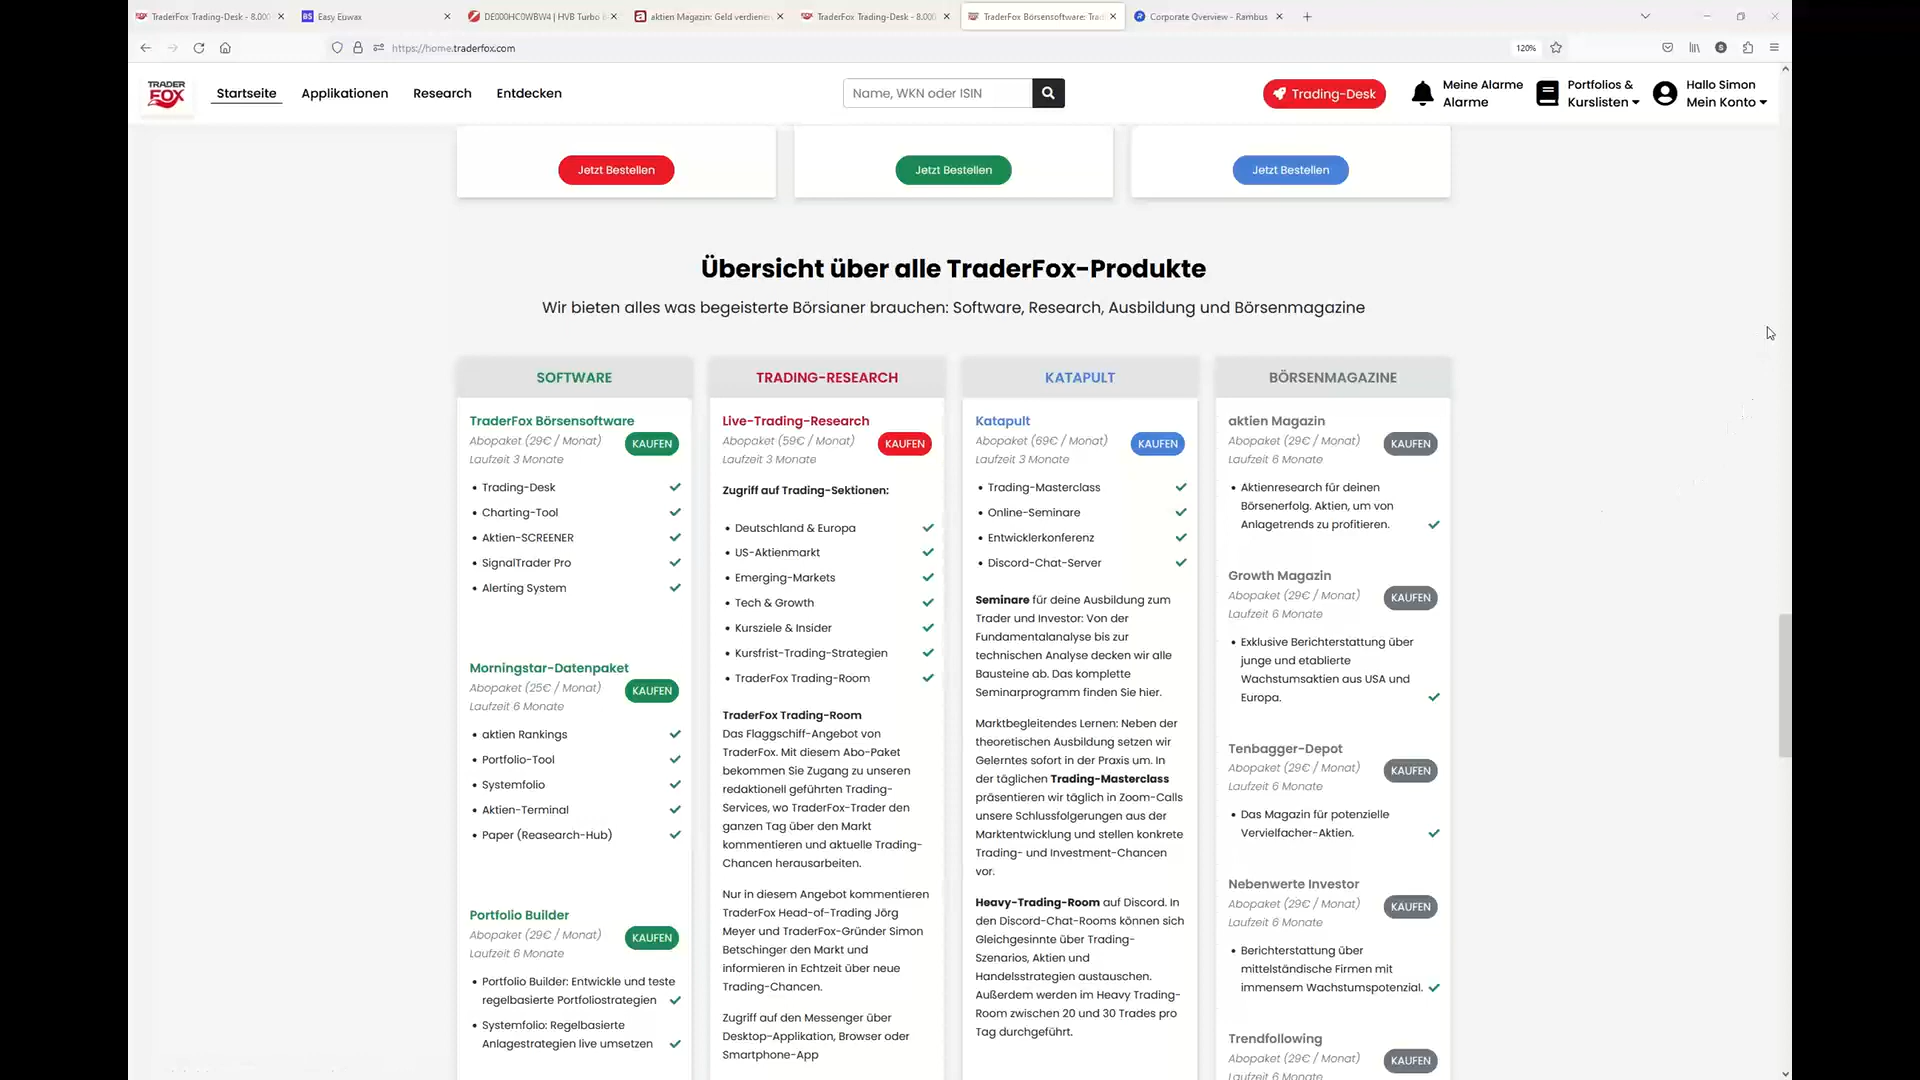 TraderFox Trading-Desk - 8.000
Easy Euwax
DE000HC0WBW4 | HVB Turbo
aktien Magazin: Geld verdienen
TraderFox Trading-Desk - 8.000
TraderFox Börsensoftware: Trad
Corporate Overview - Rambus
https://home.traderfox.com
120%
TRADER
FOX
Startseite
Applikationen
Research
Entdecken
Name, WKN oder ISIN
Trading-Desk
Meine Alarme
Alarme
Portfolios &
Kurslisten
Hallo Simon
Mein Konto
Jetzt Bestellen
Jetzt Bestellen
Jetzt Bestellen
Übersicht über alle TraderFox-Produkte
Wir bieten alles was begeisterte Börsianer brauchen: Software, Research, Ausbildung und Börsenmagazine
SOFTWARE
TraderFox Börsensoftware
Abopaket (29€ / Monat)
Laufzeit 3 Monate
KAUFEN
• Trading-Desk
• Charting-Tool
• Aktien-SCREENER
• SignalTrader Pro
• Alerting System
Morningstar-Datenpaket
Abopaket (25€ / Monat)
Laufzeit 6 Monate
KAUFEN
• aktien Rankings
• Portfolio-Tool
• Systemfolio
• Aktien-Terminal
• Paper (Reasearch-Hub)
Portfolio Builder
Abopaket (29€ / Monat)
Laufzeit 6 Monate
KAUFEN
• Portfolio Builder: Entwickle und teste
regelbasierte Portfoliostrategien
• Systemfolio: Regelbasierte
Anlagestrategien live umsetzen
TRADING-RESEARCH
Live-Trading-Research
Abopaket (59€ / Monat)
Laufzeit 3 Monate
KAUFEN
Zugriff auf Trading-Sektionen:
• Deutschland & Europa
• US-Aktienmarkt
• Emerging-Markets
• Tech & Growth
• Kursziele & Insider
• Kursfrist-Trading-Strategien
• TraderFox Trading-Room
TraderFox Trading-Room
Das Flaggschiff-Angebot von
TraderFox. Mit diesem Abo-Paket
bekommen Sie Zugang zu unseren
redaktionell geführten Trading-
Services, wo TraderFox-Trader den
ganzen Tag über den Markt
kommentieren und aktuelle Trading-
Chancen herausarbeiten.
Nur in diesem Angebot kommentieren
TraderFox Head-of-Trading Jörg
Meyer und TraderFox-Gründer Simon
Betschinger den Markt und
informieren in Echtzeit über neue
Trading-Chancen.
Zugriff auf den Messenger über
Desktop-Applikation, Browser oder
Smartphone-App
KATAPULT
Katapult
Abopaket (69€ / Monat)
Laufzeit 3 Monate
KAUFEN
• Trading-Masterclass
• Online-Seminare
• Entwicklerkonferenz
• Discord-Chat-Server
Seminare für deine Ausbildung zum
Trader und Investor: Von der
Fundamentalanalyse bis zur
technischen Analyse decken wir alle
Bausteine ab. Das komplette
Seminarprogramm finden Sie hier.
Marktbegleitendes Lernen: Neben der
theoretischen Ausbildung setzen wir
Gelerntes sofort in der Praxis um. In
der täglichen Trading-Masterclass
präsentieren wir täglich in Zoom-Calls
unsere Schlussfolgerungen aus der
Marktentwicklung und stellen konkrete
Trading- und Investment-Chancen
vor.
Heavy-Trading-Room auf Discord. In
den Discord-Chat-Rooms können sich
Gleichgesinnte über Trading-
Szenarios, Aktien und
Handelsstrategien austauschen.
Außerdem werden im Heavy Trading-
Room zwischen 20 und 30 Trades pro
Tag durchgeführt.
BÖRSENMAGAZINE
aktien Magazin
Abopaket (29€ / Monat)
Laufzeit 6 Monate
KAUFEN
• Aktienresearch für deinen
Börsenerfolg. Aktien, um von
Anlagetrends zu profitieren.
Growth Magazin
Abopaket (29€ / Monat)
Laufzeit 6 Monate
KAUFEN
• Exklusive Berichterstattung über
junge und etablierte
Wachstumsaktien aus USA und
Europa.
Tenbagger-Depot
Abopaket (29€ / Monat)
Laufzeit 6 Monate
KAUFEN
• Das Magazin für potenzielle
Vervielfacher-Aktien.
Nebenwerte Investor
Abopaket (29€ / Monat)
Laufzeit 6 Monate
KAUFEN
• Berichterstattung über
mittelständische Firmen mit
immensem Wachstumspotenzial.
Trendfollowing
Abopaket (29€ / Monat)
Laufzeit 6 Monate
KAUFEN